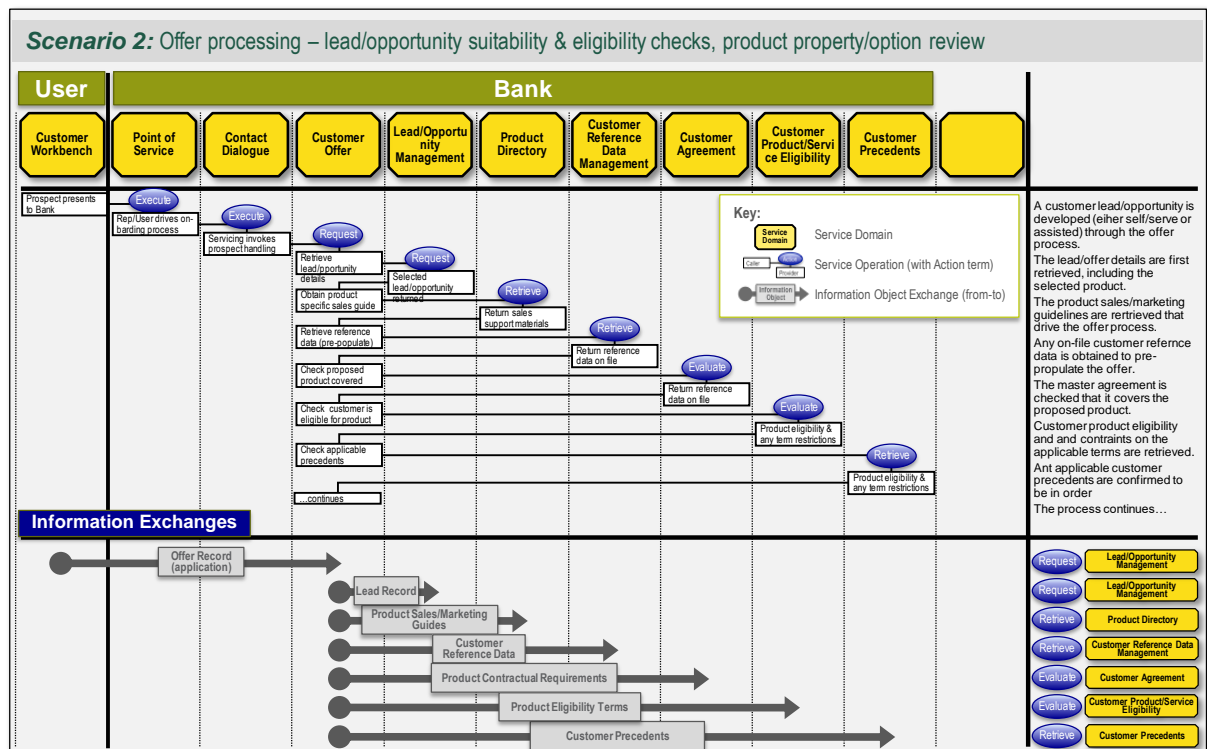 Scenario 2: Offer processing – lead/opportunity suitability & eligibility checks, product property/option review
User
Bank
Customer
Workbench
Point of
Service
Contact
Dialogue
Customer
Offer
Lead/Opportu
nity
Management
Product
Directory
Customer
Reference
Data
Management
Customer
Agreement
Customer
Product/Servi
ce Eligibility
Customer
Precedents
Prospect presents
to Bank
Execute
Rep/User drives on-
barding process
Execute
Servicing invokes
prospect handling
Request
Retrieve
lead/pportunity
details
Request
Selected
lead/opportunity
returned
Obtain product
specific sales guide
Retrieve
Return sales
support materials
Retrieve reference
data (pre-populate)
Retrieve
Return reference
data on file
Check proposed
product covered
Evaluate
Return reference
data on file
Check customer is
eligible for product
Evaluate
Product eligibility &
any term restrictions
Check applicable
precedents
Retrieve
Product eligibility &
any term restrictions
...continues
Key:
Service
Domain
Service Domain
Caller
Action
Provider
Service Operation (with Action term)
Information
Object
Information Object Exchange (from-to)
A customer lead/opportunity is
developed (eiher self/serve or
assisted) through the offer
process.
The lead/offer details are first
retrieved, including the
selected product.
The product sales/marketing
guidelines are rertrieved that
drive the offer process.
Any on-file customer refernce
data is obtained to pre-
populate the offer.
The master agreement is
checked that it covers the
proposed product.
Customer product eligibility
and and contraints on the
applicable terms are retrieved.
Ant applicable customer
precedents are confirmed to
be in order
The process continues…
Information Exchanges
Offer Record
(application)
Lead Record
Product Sales/Marketing
Guides
Customer
Reference Data
Product Contractual Requirements
Product Eligibility Terms
Customer Precedents
Request
Lead/Opportunity
Management
Request
Lead/Opportunity
Management
Retrieve
Product Directory
Retrieve
Customer Reference Data
Management
Evaluate
Customer Agreement
Evaluate
Customer Product/Service
Eligibility
Retrieve
Customer Precedents